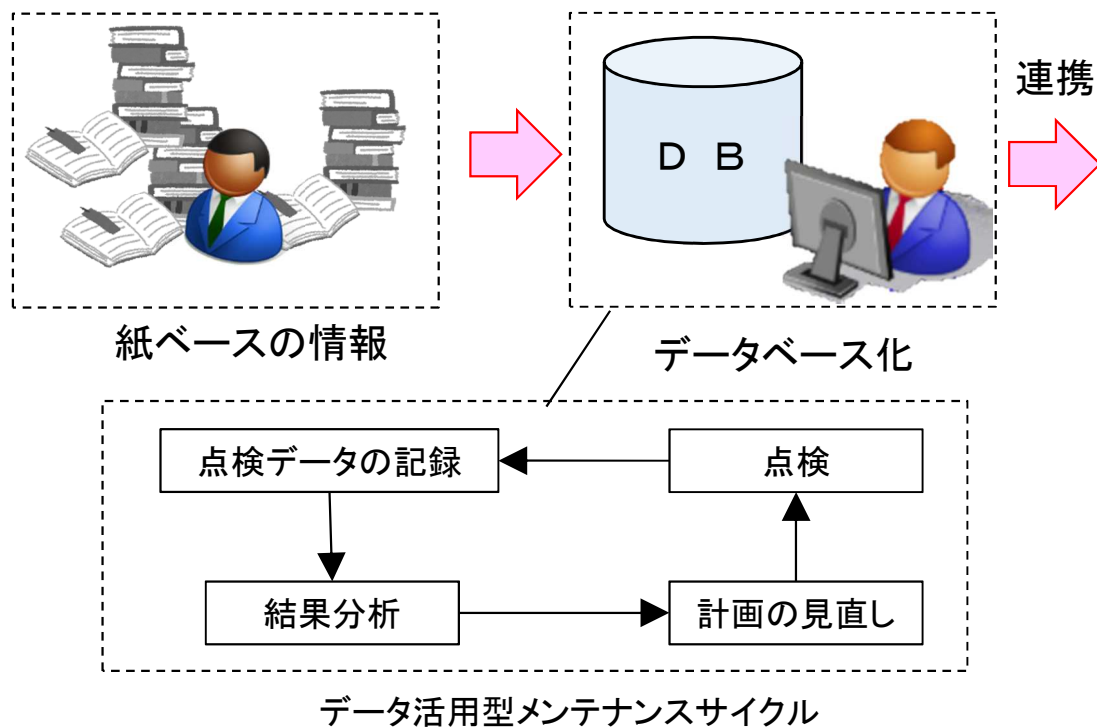 連携
D B
紙ベースの情報
データベース化
点検データの記録
点検
結果分析
計画の見直し
データ活用型メンテナンスサイクル